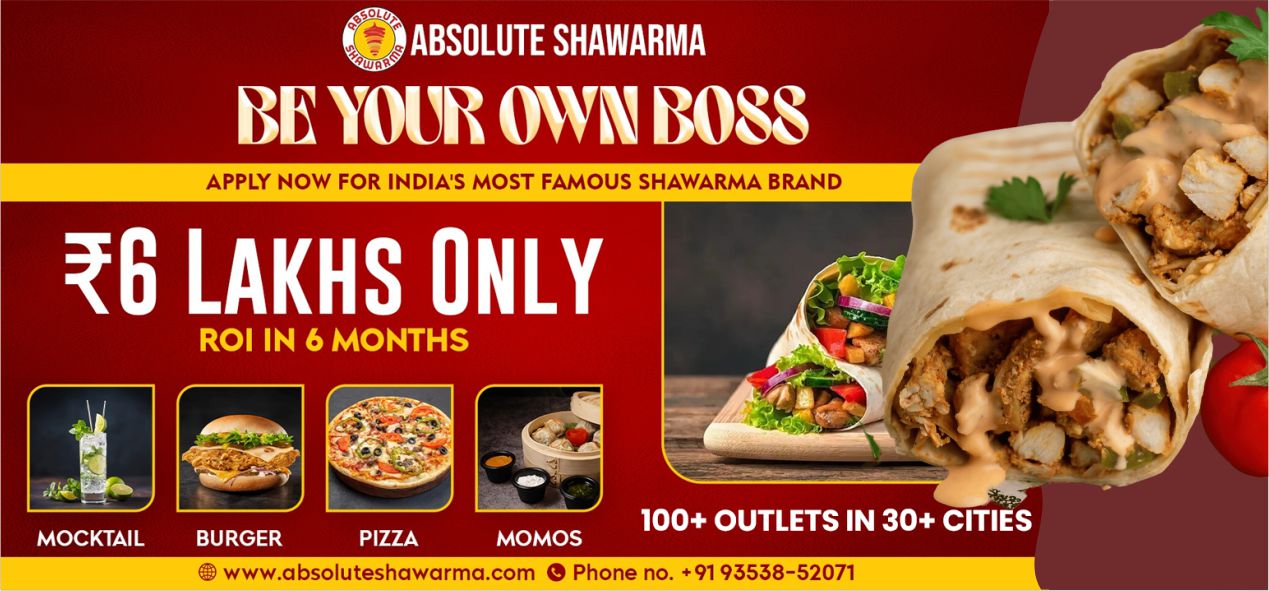 ABSOLUTE
SHAWARMA
ABSOLUTE SHAWARMA
BE YOUR OWN BOSS
APPLY NOW FOR INDIA'S MOST FAMOUS SHAWARMA BRAND
₹6 LAKHS ONLY
ROI IN 6 MONTHS
MOCKTAIL BURGER PIZZA MOMOS
100+ OUTLETS IN 30+ CITIES
www.absoluteshawarma.com Phone no. +91 93538-52071